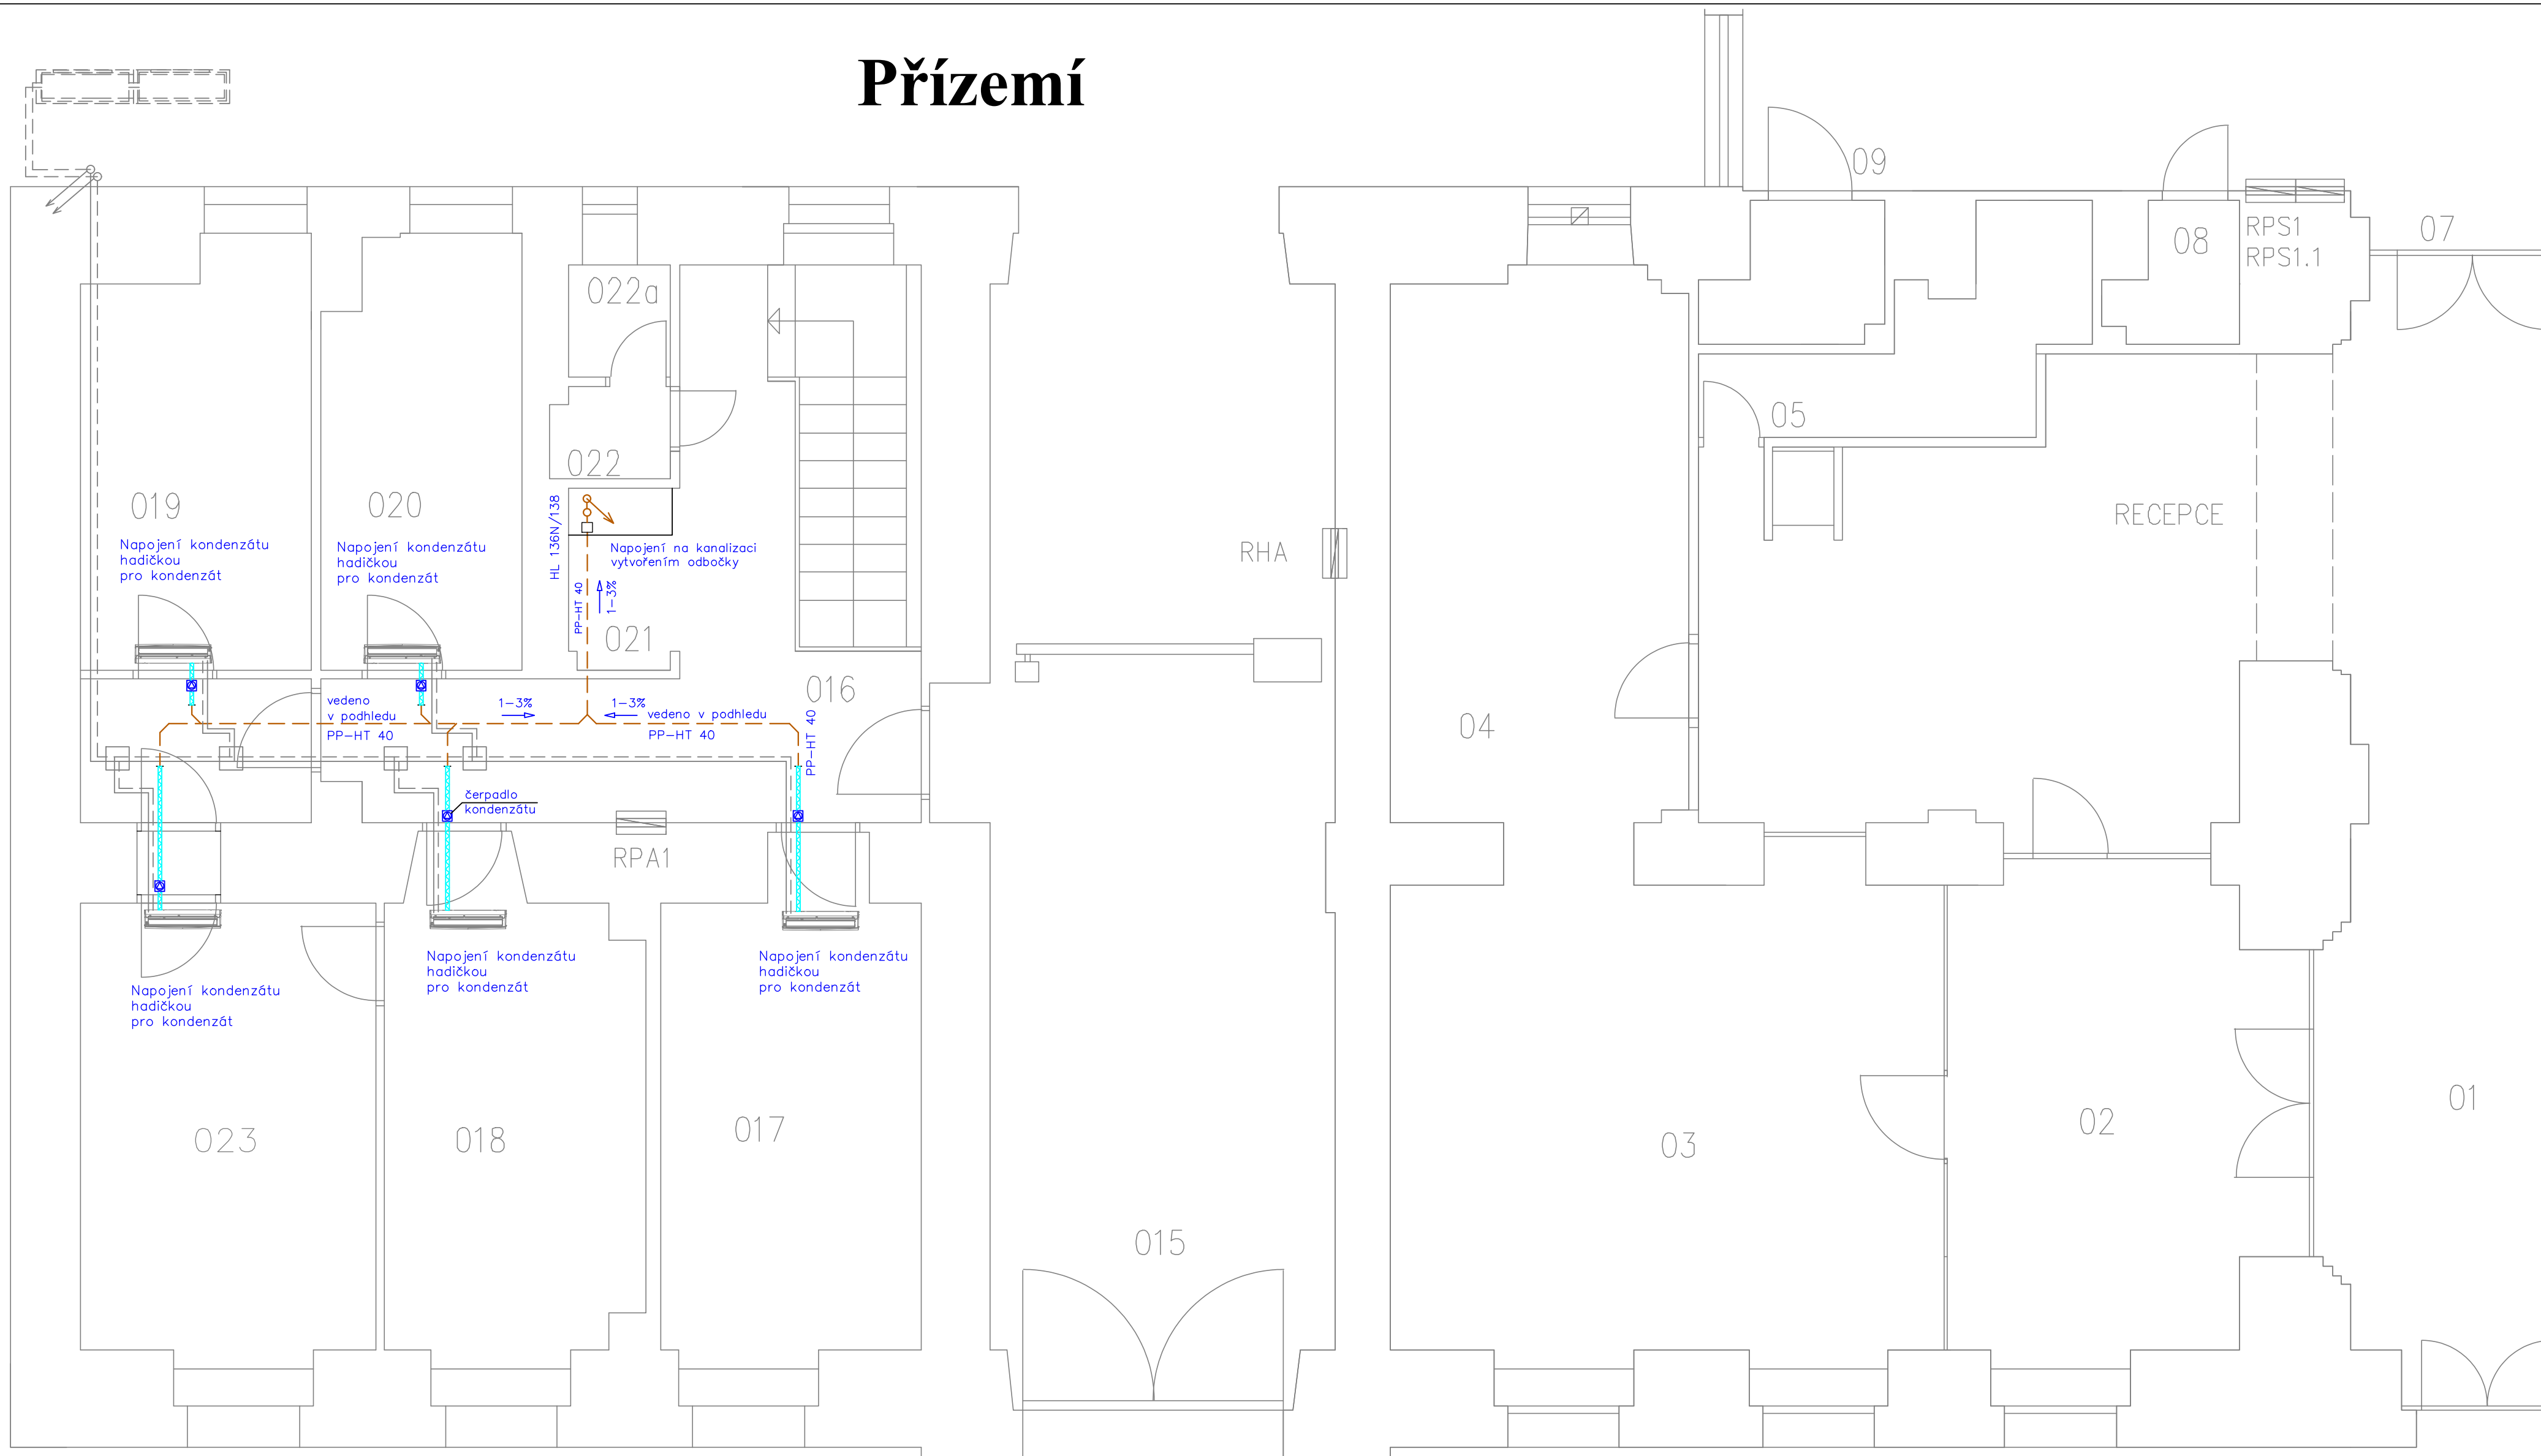 Přízemí
09
RPS1
RPS1.1
08
07
022a
05
022
019
020
HL 136N/138
RECEPCE
Napojení kondenzátu
hadičkou
pro kondenzát
Napojení kondenzátu
hadičkou
pro kondenzát
Napojení na kanalizaci
vytvořením odbočky
RHA
PP-HT 40
1-3%
021
016
vedeno
v podhledu
PP-HT 40
1-3%
1-3%
vedeno v podhledu
PP-HT 40
PP-HT 40
04
čerpadlo
kondenzátu
RPA1
Napojení kondenzátu
hadičkou
pro kondenzát
Napojení kondenzátu
hadičkou
pro kondenzát
Napojení kondenzátu
hadičkou
pro kondenzát
023
018
017
015
03
02
01